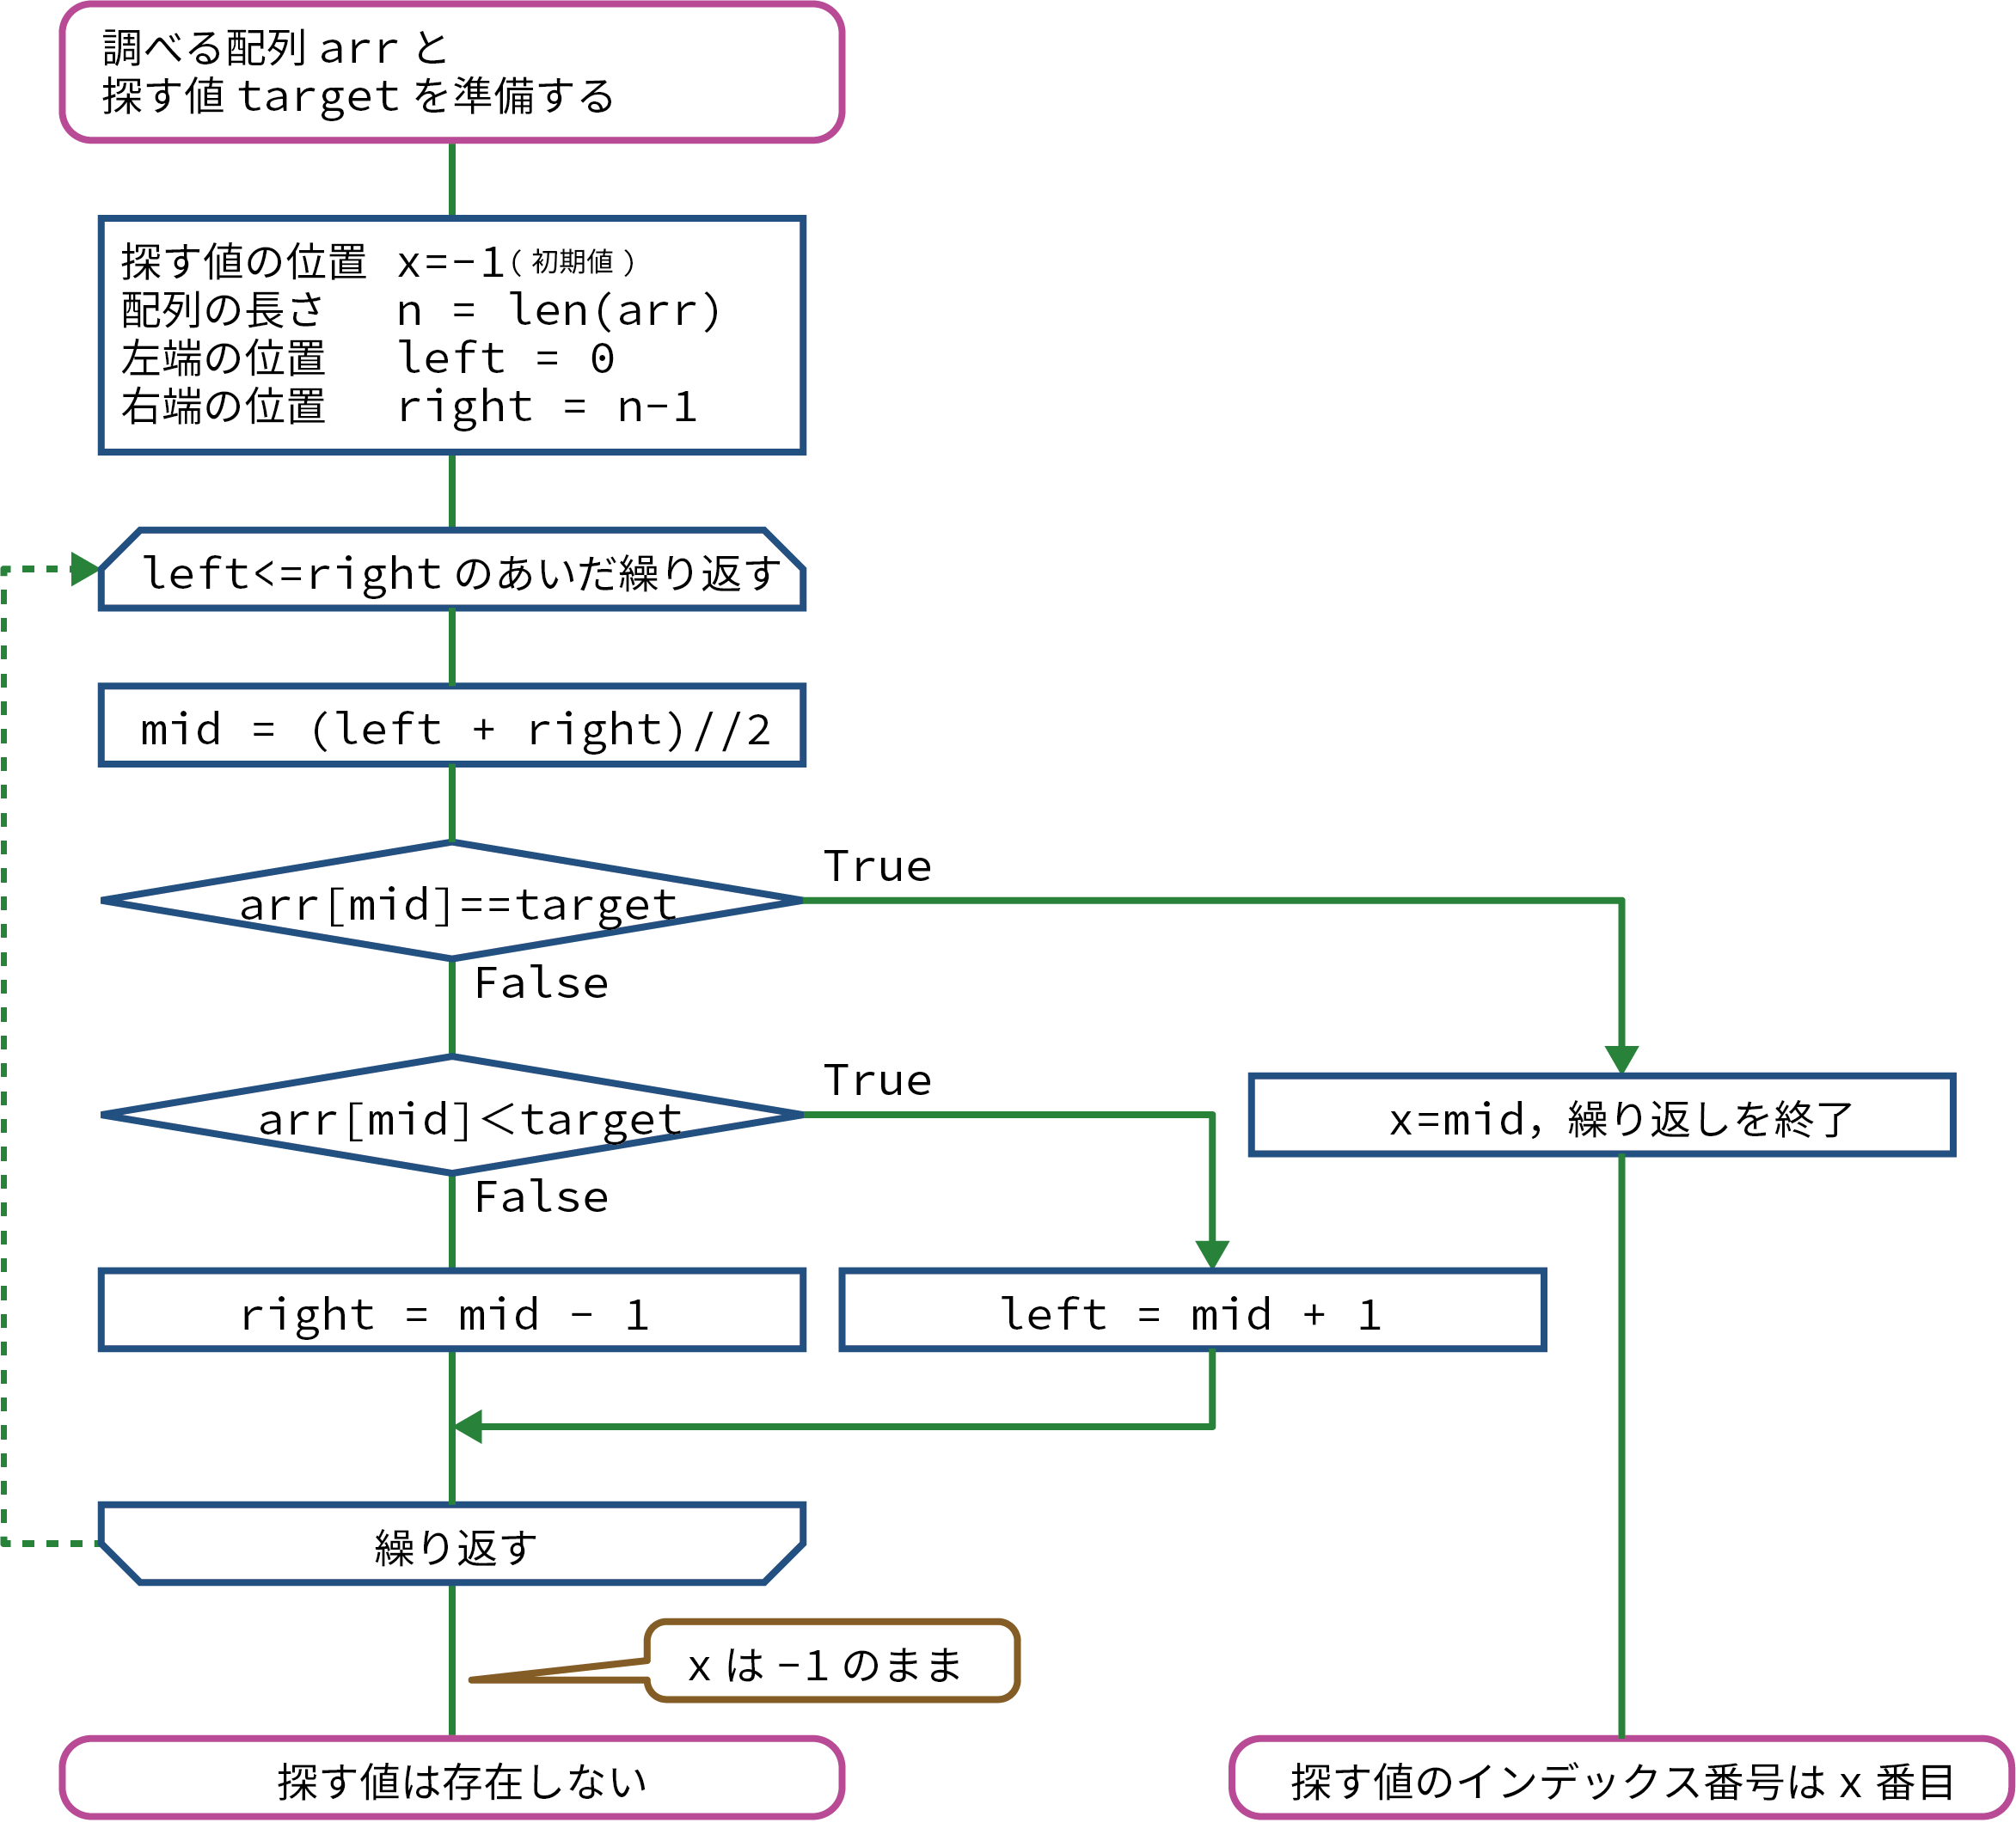 調べる配列 arr と
探す値 target を準備する
探す値の位置 x=-1(初期値)
配列の長さ n = len(arr)
左端の位置 left = 0
右端の位置 right = n-1
left<=right のあいだ繰り返す
mid = (left + right)//2
arr[mid]==target
True
False
arr[mid]<target
True
False
x=mid，繰り返しを終了
right = mid - 1
left = mid + 1
繰り返す
x は -1 のまま
探す値は存在しない
探す値のインデックス番号は x 番目